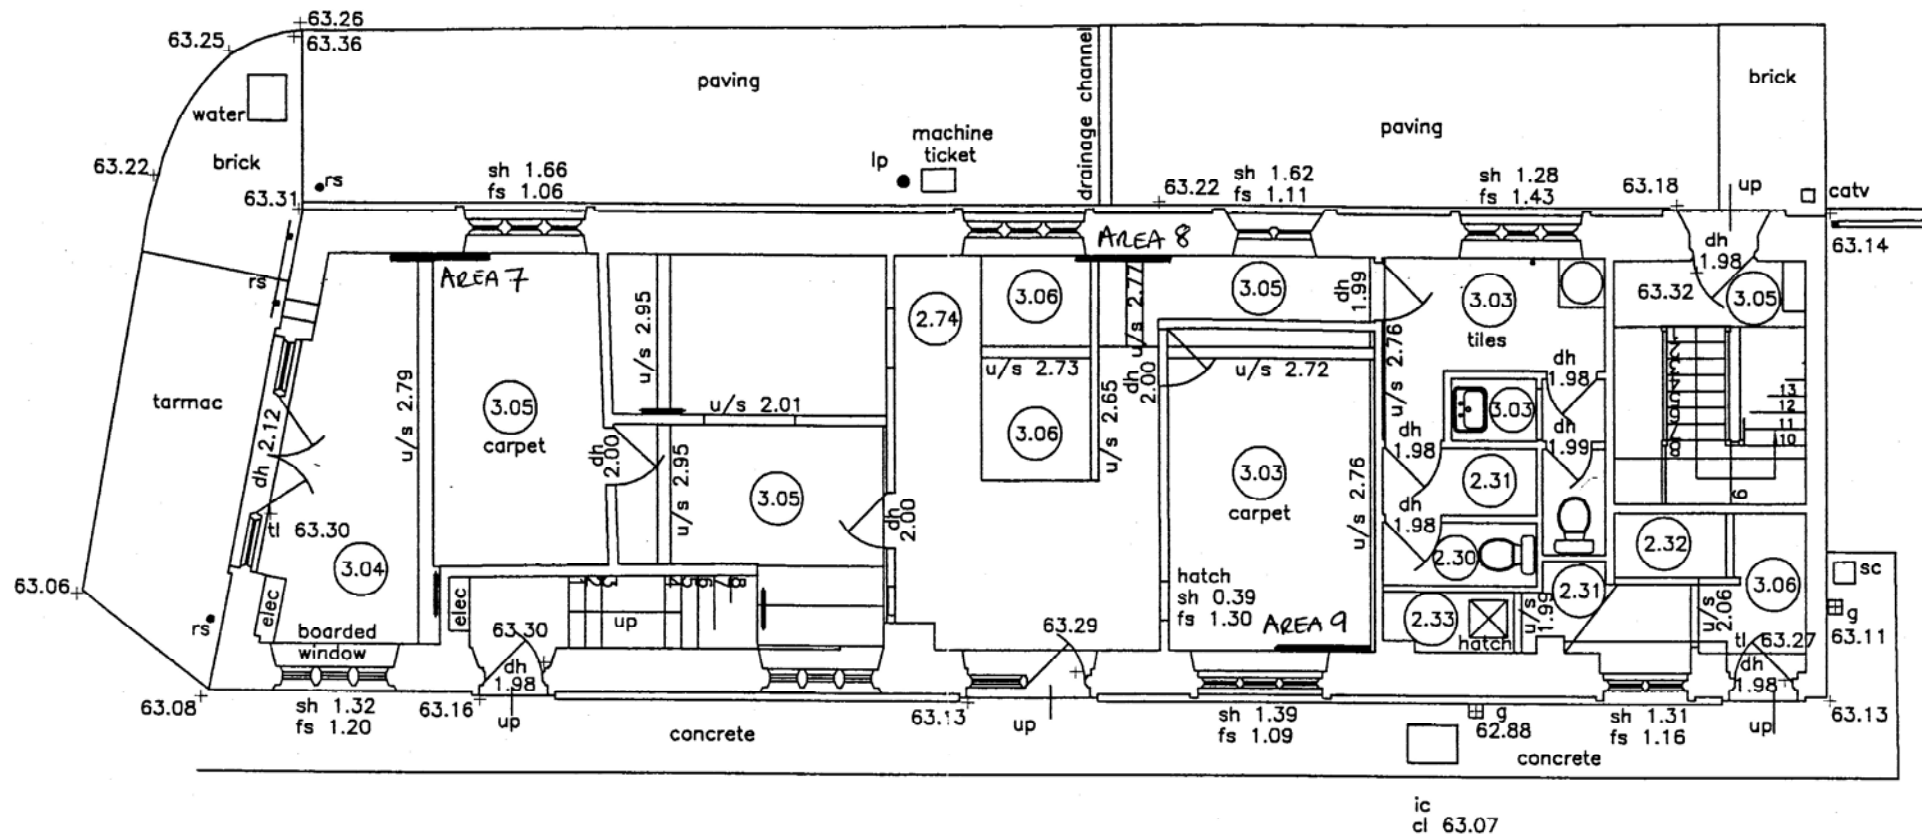 63.26
63.25
63.36
water
paving
drainage channel
brick
machine
ticket
paving
lp
63.22
brick
rs
sh 1.66
fs 1.06
63.31
63.22
sh 1.62
fs 1.11
sh 1.28
fs 1.43
63.18
up
catv
63.14
AREA 7
AREA 8
rs
dh
1.98
u/s 2.95
2.74
3.06
u/s 2.77
3.05
dh
1.99
3.03
tiles
63.32
3.05
tarmac
u/s 2.79
3.05
carpet
u/s 2.01
u/s 2.73
dh
2.00
u/s 2.72
u/s 2.76
dh
1.98
3.03
13
12
11
10
dh 2.12
dh
2.00
u/s 2.95
3.05
3.06
u/s 2.65
dh
1.98
dh
1.99
8
9
tl 63.30
dh
2.00
3.03
carpet
u/s 2.76
2.31
dh
1.98
2.30
2.32
3.04
3.06
63.06
elec
elec
1
2
3
4
5
6
7
8
up
hatch
sh 0.39
fs 1.30
AREA 9
2.31
2.33
hatch
u/s
1.99
u/s
2.06
sc
g
63.11
rs
boarded
window
63.30
dh
1.98
63.29
tl 63.27
dh
1.98
63.08
sh 1.32
fs 1.20
63.16
up
concrete
63.13
up
sh 1.39
fs 1.09
g
62.88
sh 1.31
fs 1.16
up
63.13
concrete
ic
cl 63.07